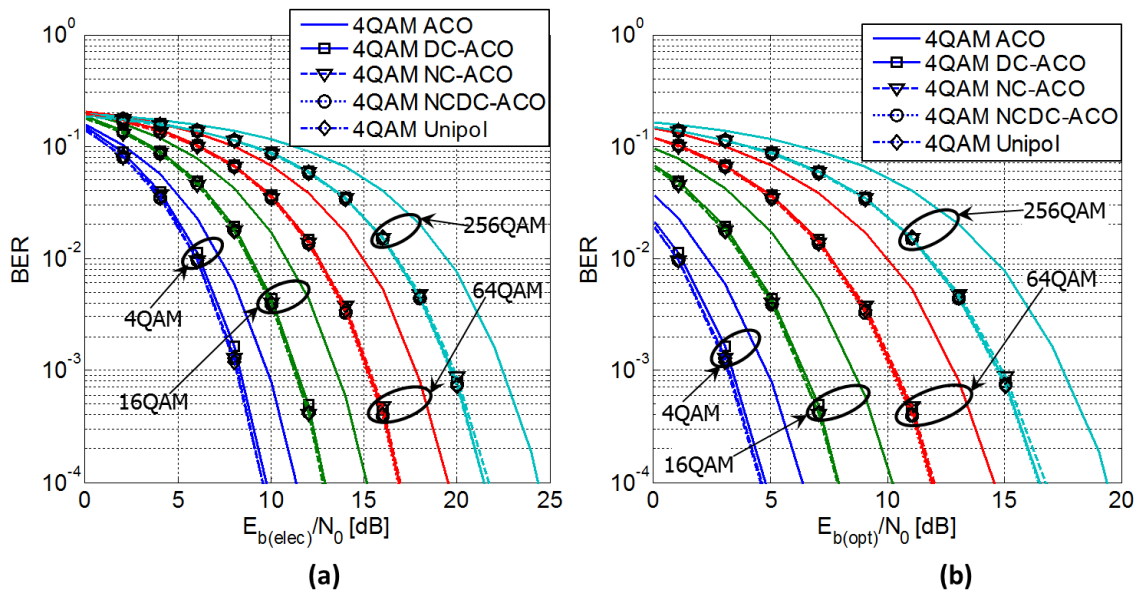 4QAM ACO
4QAM DC-ACO
4QAM NC-ACO
4QAM NCDC-ACO
4QAM Unipol
10^0
10^-1
10^-2
10^-3
10^-4
BER
256QAM
64QAM
4QAM
16QAM
0 5 10 15 20 25
E_b(elec)/N_0 [dB]
(a)
4QAM ACO
4QAM DC-ACO
4QAM NC-ACO
4QAM NCDC-ACO
4QAM Unipol
10^0
10^-1
10^-2
10^-3
10^-4
BER
256QAM
64QAM
4QAM
16QAM
0 5 10 15 20
E_b(opt)/N_0 [dB]
(b)